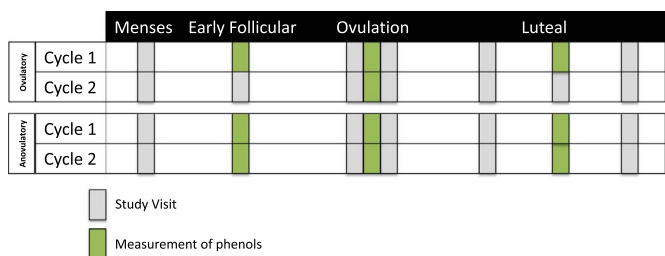 Menses Early Follicular Ovulation Luteal
Ovulatory
Cycle 1
Cycle 2
Anovulatory
Cycle 1
Cycle 2
Study Visit
Measurement of phenols